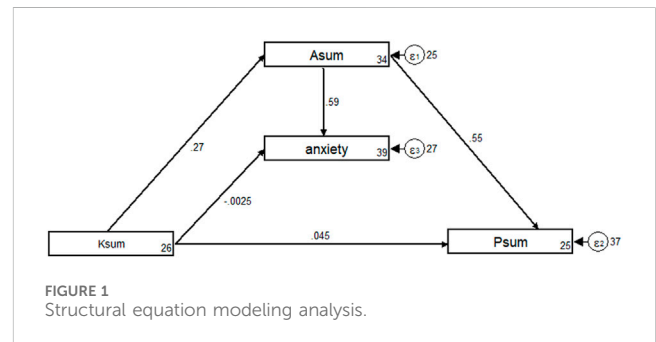 Asum 34 ε1 25
.59
.27
anxiety 39 ε3 27
.55
-.0025
Ksum 26
.045
Psum 25 ε2 37
FIGURE 1
Structural equation modeling analysis.